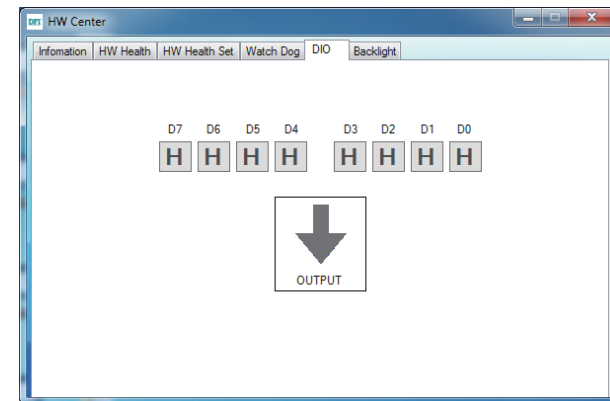 DFI HW Center
Infomation HW Health HW Health Set Watch Dog DIO Backlight
D7 D6 D5 D4 D3 D2 D1 D0
H H H H H H H H
OUTPUT